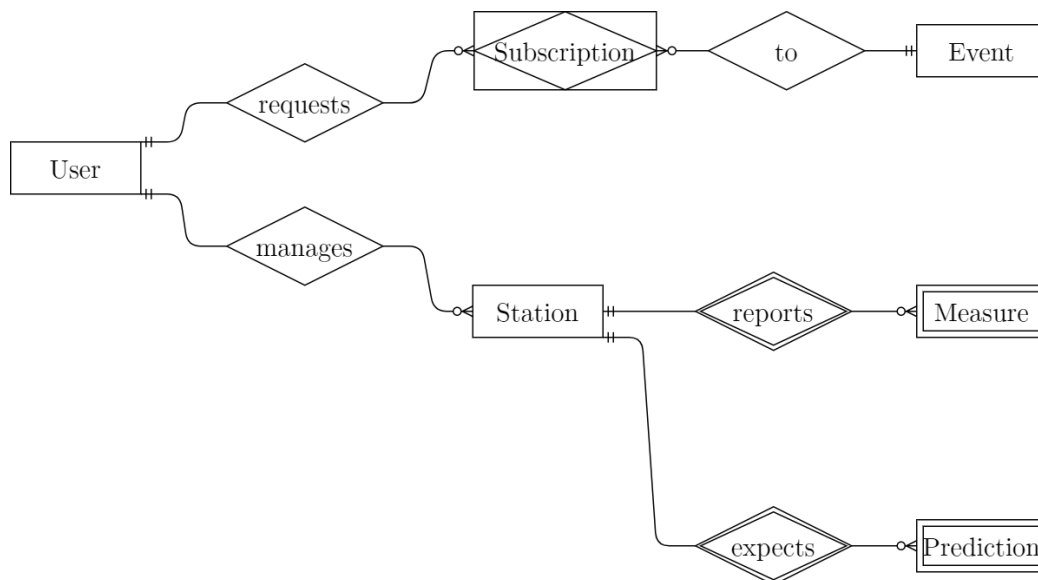 Subscription
to
Event
requests
User
manages
Station
reports
Measure
expects
Prediction